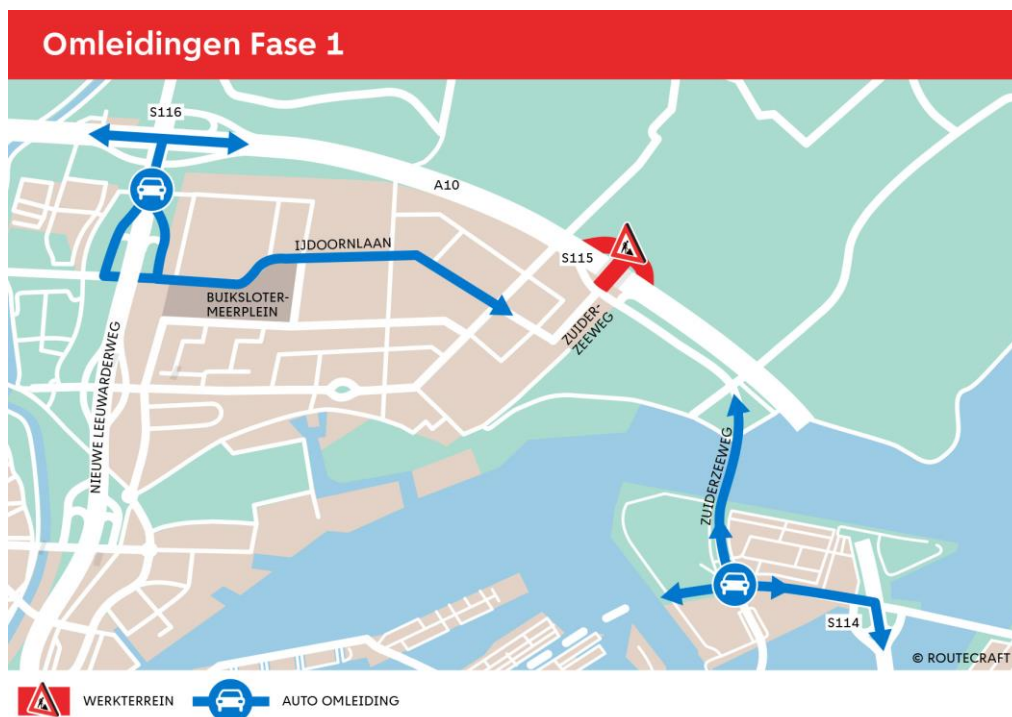 Omleidingen Fase 1
S116
A10
IJDOORNLAAN
S115
BUIKSLOTER-
MEERPLEIN
ZUIDER-
ZEEWEG
NIEUWE LEEUWARDERWEG
ZUIDERZEEWEG
S114
© ROUTECRAFT
WERKTERREIN
AUTO OMLEIDING